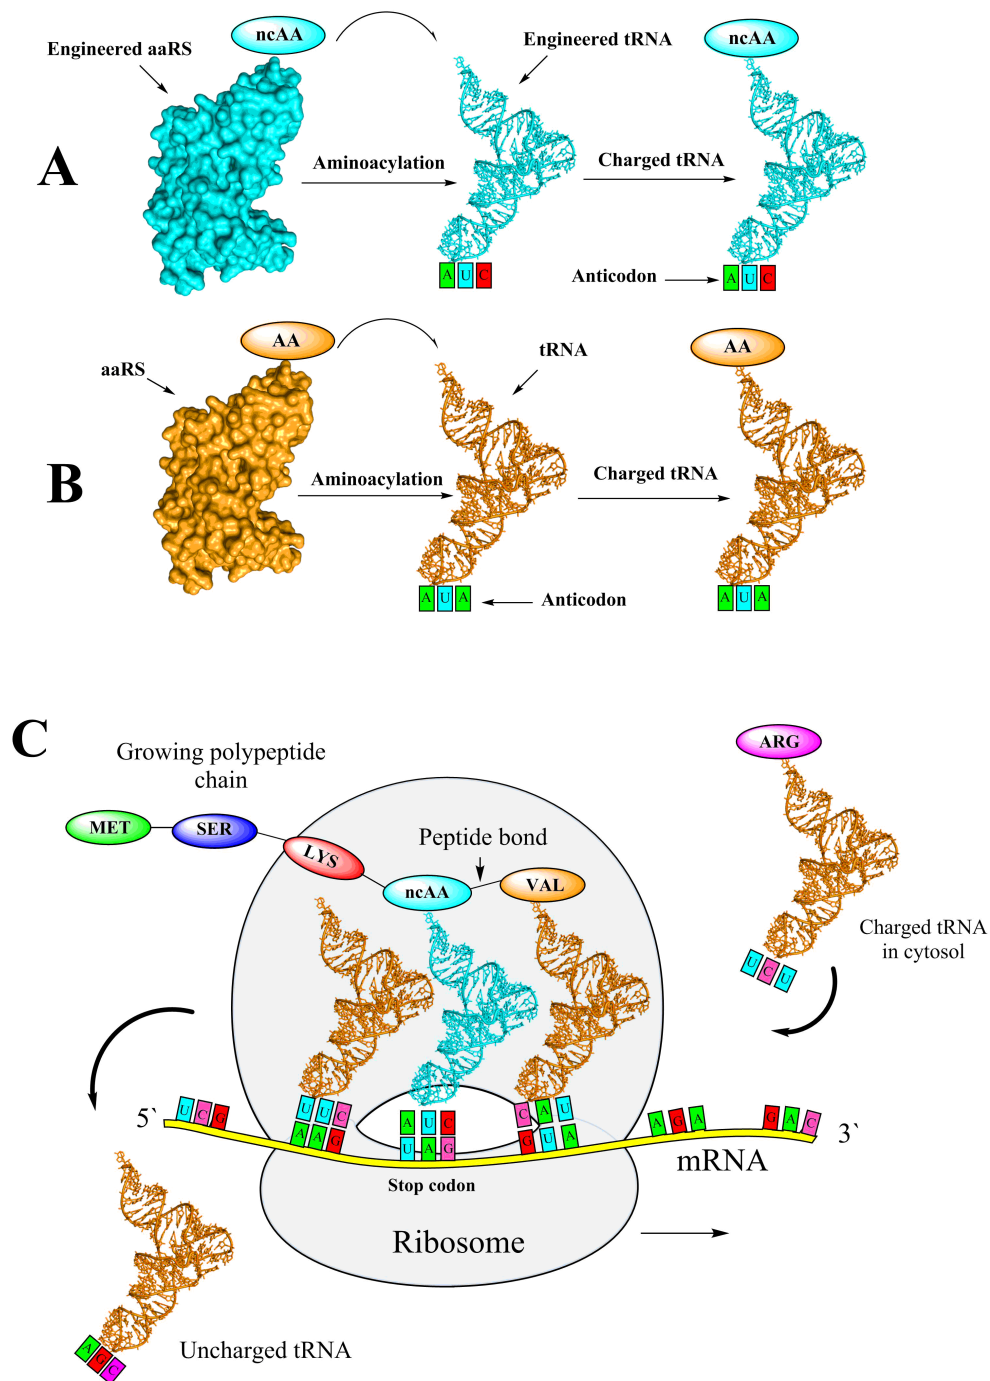 A
ncAA
Engineered aaRS
Aminoacylation
Engineered tRNA
A U C
Charged tRNA
ncAA
Anticodon
A U C
B
AA
aaRS
Aminoacylation
tRNA
A U A
Anticodon
Charged tRNA
AA
A U A
C
Growing polypeptide
chain
MET
SER
LYS
ncAA
VAL
Peptide bond
ARG
Charged tRNA
in cytosol
U C U
5`
U C G
U U C
A A G
A U C
U A G
C A U
G U A
A G A
G A C
3`
mRNA
Stop codon
Ribosome
Uncharged tRNA
A G C